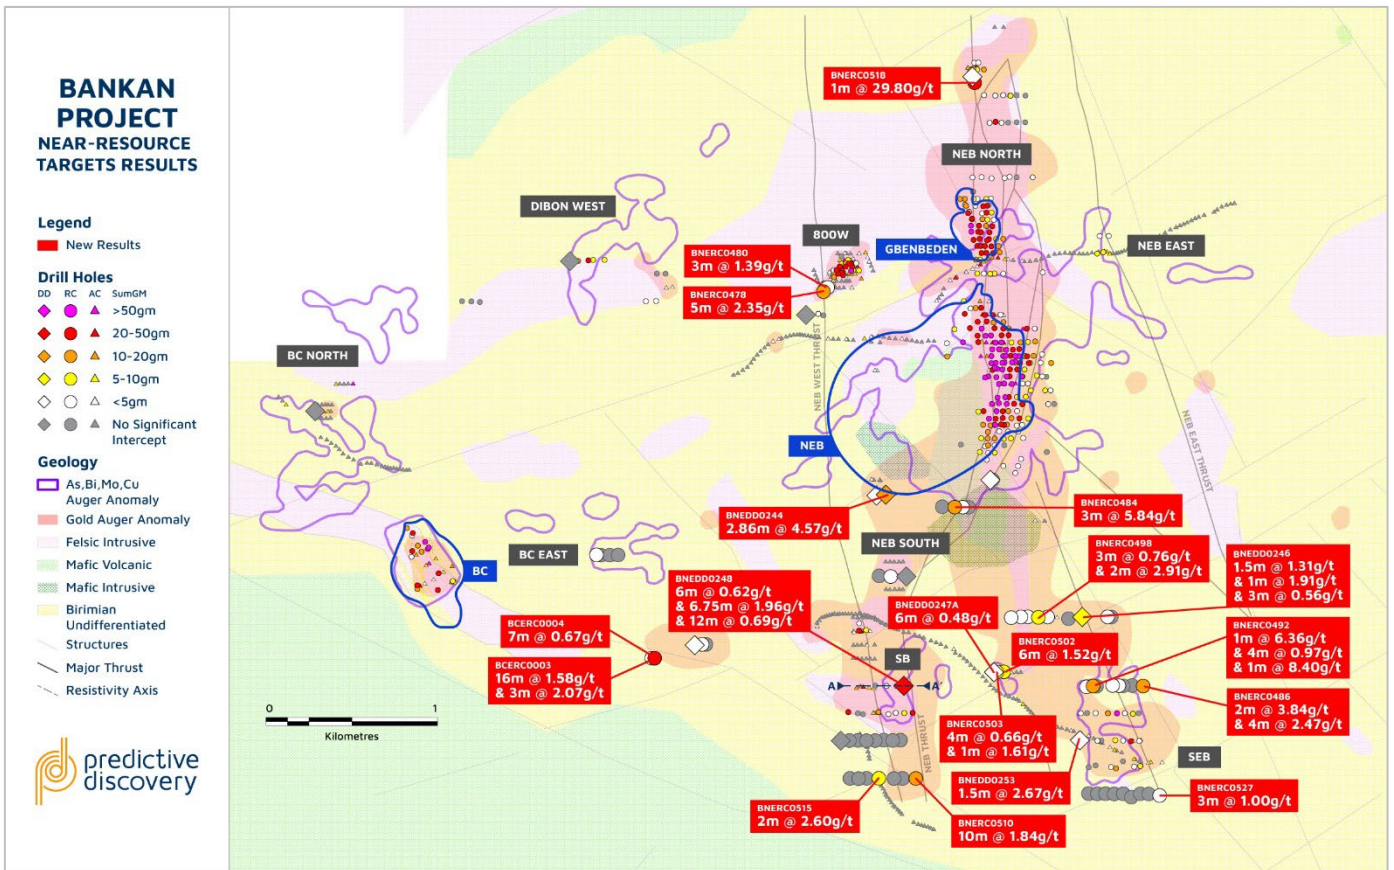 BANKAN
PROJECT
NEAR-RESOURCE
TARGETS RESULTS
Legend
New Results
Drill Holes
DD RC AC SumGM
>50gm
20-50gm
10-20gm
5-10gm
<5gm
No Significant
Intercept
Geology
As,Bi,Mo,Cu
Auger Anomaly
Gold Auger Anomaly
Felsic Intrusive
Mafic Volcanic
Mafic Intrusive
Birimian
Undifferentiated
Structures
Major Thrust
Resistivity Axis
predictive
discovery
BNERC0518
1m @ 29.80g/t
NEB NORTH
DIBON WEST
800W
GBENBEDEN
NEB EAST
BNERC0480
3m @ 1.39g/t
BNERC0478
5m @ 2.35g/t
BC NORTH
NEB WEST THRUST
NEB EAST THRUST
NEB
BNEDD0244
2.86m @ 4.57g/t
BNERC0484
3m @ 5.84g/t
NEB SOUTH
BC EAST
BC
BNERC0498
3m @ 0.76g/t
& 2m @ 2.91g/t
BNEDD0246
1.5m @ 1.31g/t
& 1m @ 1.91g/t
& 3m @ 0.56g/t
BNEDD0248
6m @ 0.62g/t
& 6.75m @ 1.96g/t
& 12m @ 0.69g/t
BNEDD0247A
6m @ 0.48g/t
BCERC0004
7m @ 0.67g/t
BCERC0003
16m @ 1.58g/t
& 3m @ 2.07g/t
BNERC0502
6m @ 1.52g/t
BNERC0492
1m @ 6.36g/t
& 4m @ 0.97g/t
& 1m @ 8.40g/t
SB
A
A'
BNERC0486
2m @ 3.84g/t
& 4m @ 2.47g/t
BNERC0503
4m @ 0.66g/t
& 1m @ 1.61g/t
NEB THRUST
SEB
BNEDD0253
1.5m @ 2.67g/t
BNERC0527
3m @ 1.00g/t
BNERC0515
2m @ 2.60g/t
BNERC0510
10m @ 1.84g/t
0 1
Kilometres